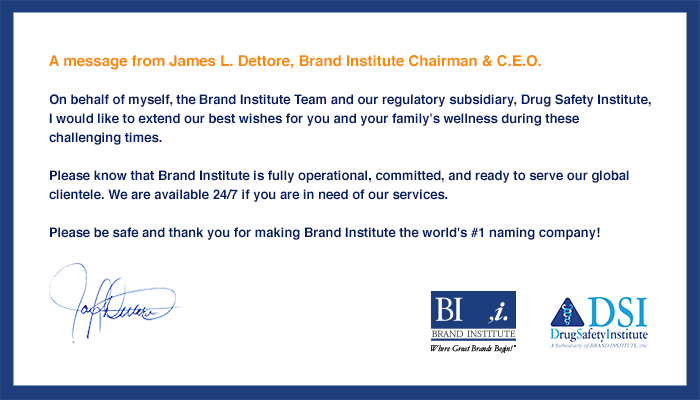 A message from James L. Dettore, Brand Institute Chairman & C.E.O.
On behalf of myself, the Brand Institute Team and our regulatory subsidiary, Drug Safety Institute,
I would like to extend our best wishes for you and your family's wellness during these
challenging times.
Please know that Brand Institute is fully operational, committed, and ready to serve our global
clientele. We are available 24/7 if you are in need of our services.
Please be safe and thank you for making Brand Institute the world's #1 naming company!
BI ,i.
BRAND INSTITUTE
Where Great Brands Begin!
DSI
DrugSafetyInstitute
A Subsidiary of BRAND INSTITUTE, inc.